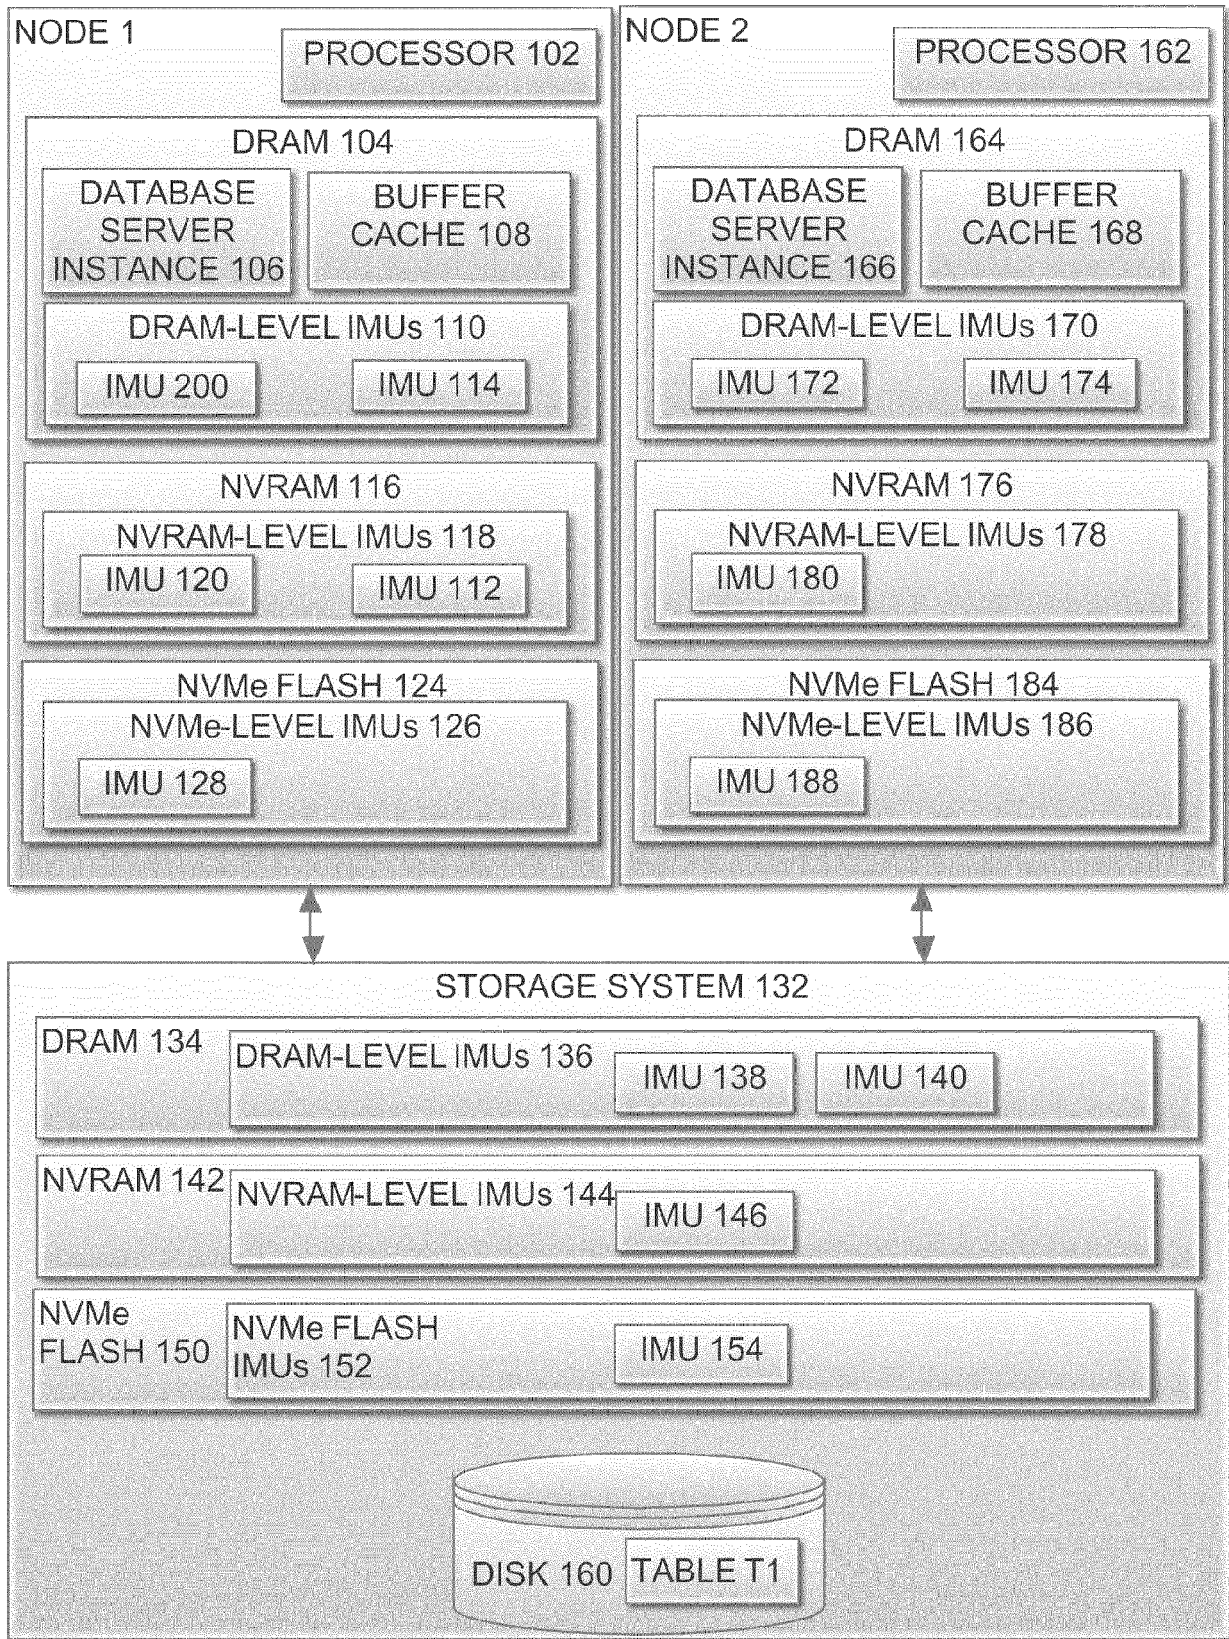 NODE 1
PROCESSOR 102
DRAM 104
DATABASE
SERVER
INSTANCE 106
BUFFER
CACHE 108
DRAM-LEVEL IMUs 110
IMU 200
IMU 114
NVRAM 116
NVRAM-LEVEL IMUs 118
IMU 120
IMU 112
NVMe FLASH 124
NVMe-LEVEL IMUs 126
IMU 128
NODE 2
PROCESSOR 162
DRAM 164
DATABASE
SERVER
INSTANCE 166
BUFFER
CACHE 168
DRAM-LEVEL IMUs 170
IMU 172
IMU 174
NVRAM 176
NVRAM-LEVEL IMUs 178
IMU 180
NVMe FLASH 184
NVMe-LEVEL IMUs 186
IMU 188
STORAGE SYSTEM 132
DRAM 134
DRAM-LEVEL IMUs 136
IMU 138
IMU 140
NVRAM 142
NVRAM-LEVEL IMUs 144
IMU 146
NVMe
FLASH 150
NVMe FLASH
IMUs 152
IMU 154
DISK 160
TABLE T1